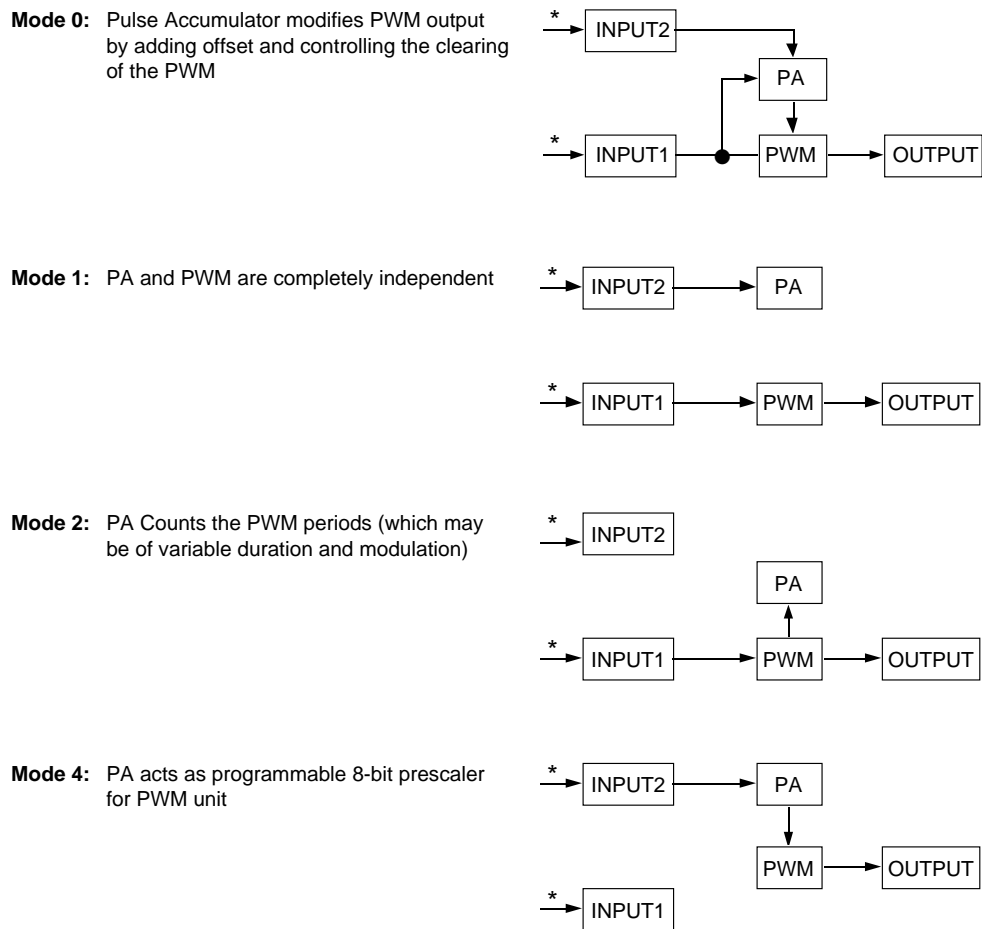 Mode 0: Pulse Accumulator modifies PWM output
by adding offset and controlling the clearing
of the PWM
* INPUT2
PA
* INPUT1 PWM OUTPUT
Mode 1: PA and PWM are completely independent
* INPUT2 PA
* INPUT1 PWM OUTPUT
Mode 2: PA Counts the PWM periods (which may
be of variable duration and modulation)
* INPUT2
PA
* INPUT1 PWM OUTPUT
Mode 4: PA acts as programmable 8-bit prescaler
for PWM unit
* INPUT2 PA
PWM OUTPUT
* INPUT1